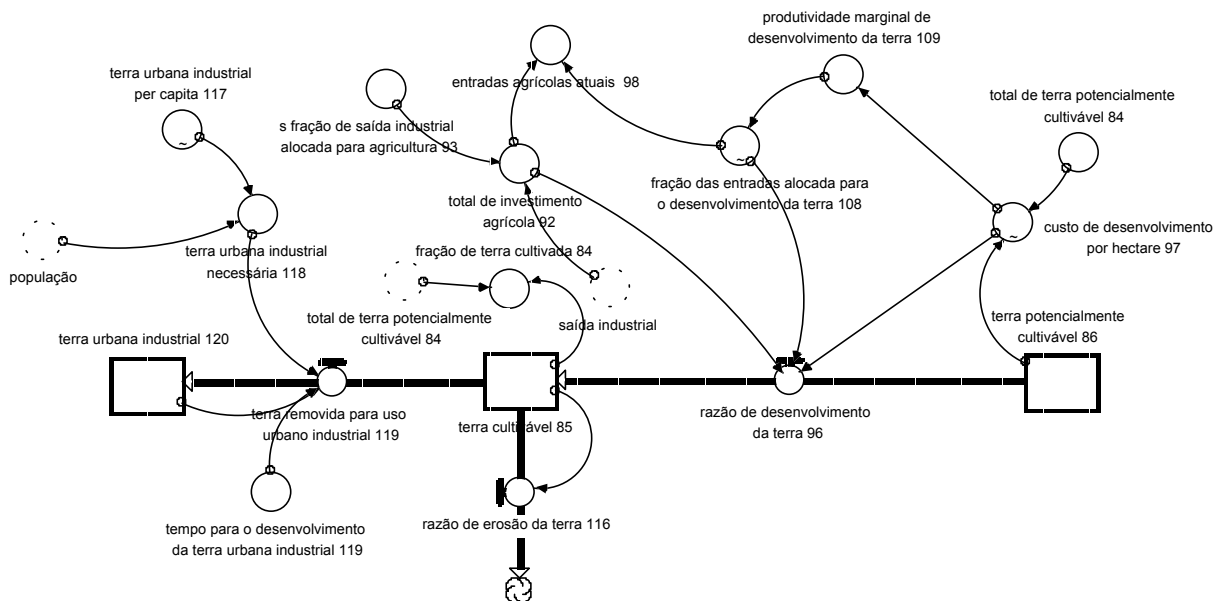 produtividade marginal de
desenvolvimento da terra 109
terra urbana industrial
per capita 117
entradas agrícolas atuais 98
total de terra potencialmente
cultivável 84
s fração de saída industrial
alocada para agricultura 93
~
~
fração das entradas alocada para
o desenvolvimento da terra 108
total de investimento
agrícola 92
~
custo de desenvolvimento
por hectare 97
terra urbana industrial
necessária 118
população
fração de terra cultivada 84
total de terra potencialmente
cultivável 84
saída industrial
terra potencialmente
cultivável 86
terra urbana industrial 120
terra removida para uso
urbano industrial 119
terra cultivável 85
razão de desenvolvimento
da terra 96
razão de erosão da terra 116
tempo para o desenvolvimento
da terra urbana industrial 119